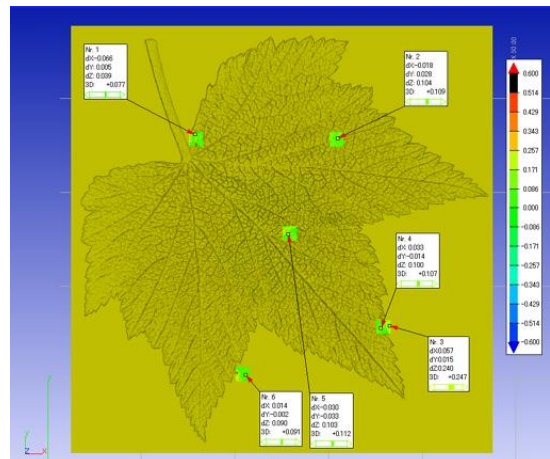 Nr. 1
dX:-0.066
dY: 0.005
dZ: 0.039
3D: +0.077
Nr. 2
dX:-0.018
dY: 0.028
dZ: 0.104
3D: +0.109
Nr. 4
dX: 0.033
dY:-0.014
dZ: 0.100
3D: +0.107
Nr. 3
dX:0.057
dY:0.015
dZ:0.240
3D: +0.247
Nr. 6
dX: 0.014
dY:-0.002
dZ: 0.090
3D: +0.091
Nr. 5
dX:-0.030
dY:-0.033
dZ: 0.103
3D: +0.112
0.600
0.514
0.429
0.343
0.257
0.171
0.086
0.000
-0.086
-0.171
-0.257
-0.343
-0.429
-0.514
-0.600
Z
X